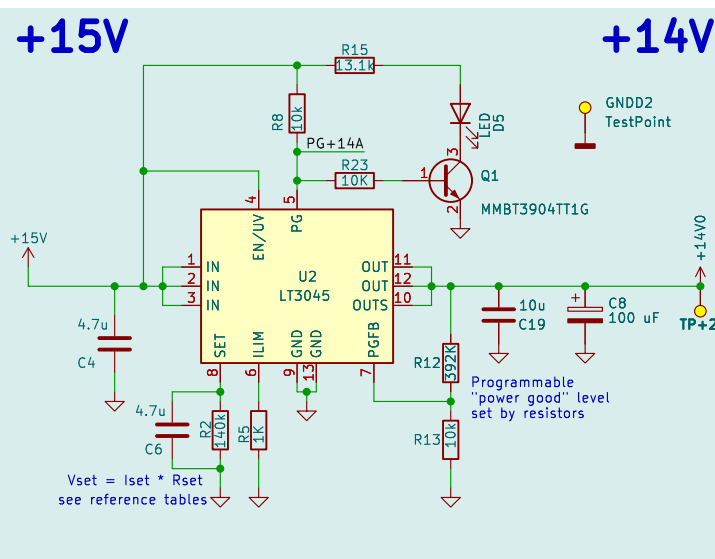 +15V
+14V
R15
13.1k
R8
10k
PG+14A
LED
D5
GNDD2
TestPoint
R23
10K
3
1
2
Q1
MMBT3904TT1G
4
5
EN/UV
PG
+15V
+14V0
1
IN
2
IN
3
IN
U2
LT3045
OUT
11
OUT
12
OUTS
10
SET
ILIM
GND
GND
PGFB
8
6
9
13
7
4.7u
C4
10u
C19
+
C8
100 uF
TP+2
R12
392K
Programmable
"power good" level
set by resistors
4.7u
C6
R2
140k
R5
1K
R13
10k
Vset = Iset * Rset
see reference tables